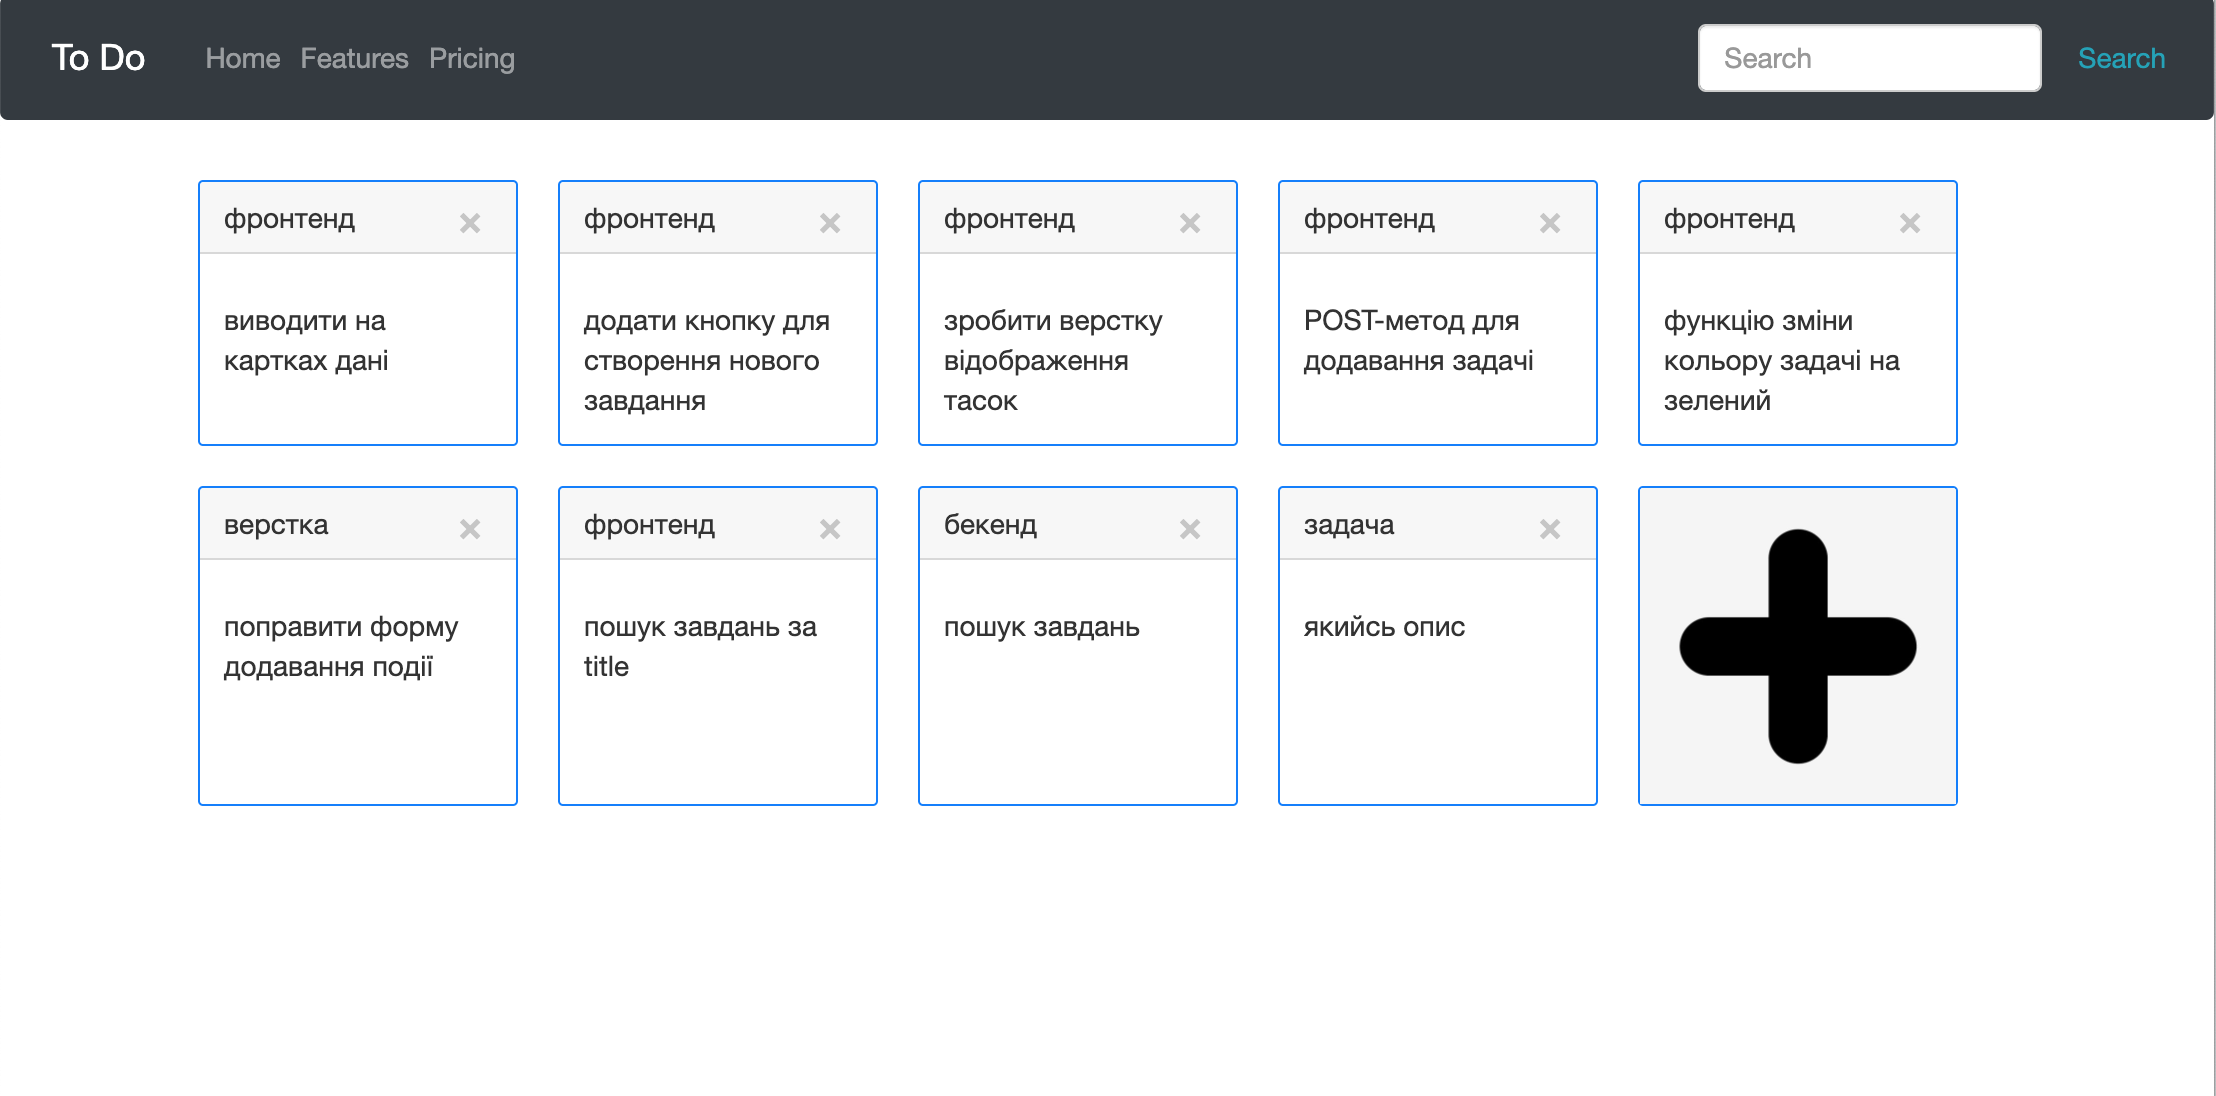 To Do
Home Features Pricing
Search
Search
фронтенд
виводити на
картках дані
фронтенд
додати кнопку для
створення нового
завдання
фронтенд
зробити верстку
відображення
тасок
фронтенд
POST-метод для
додавання задачі
фронтенд
функцію зміни
кольору задачі на
зелений
верстка
поправити форму
додавання події
фронтенд
пошук завдань за
title
бекенд
пошук завдань
задача
якийсь опис